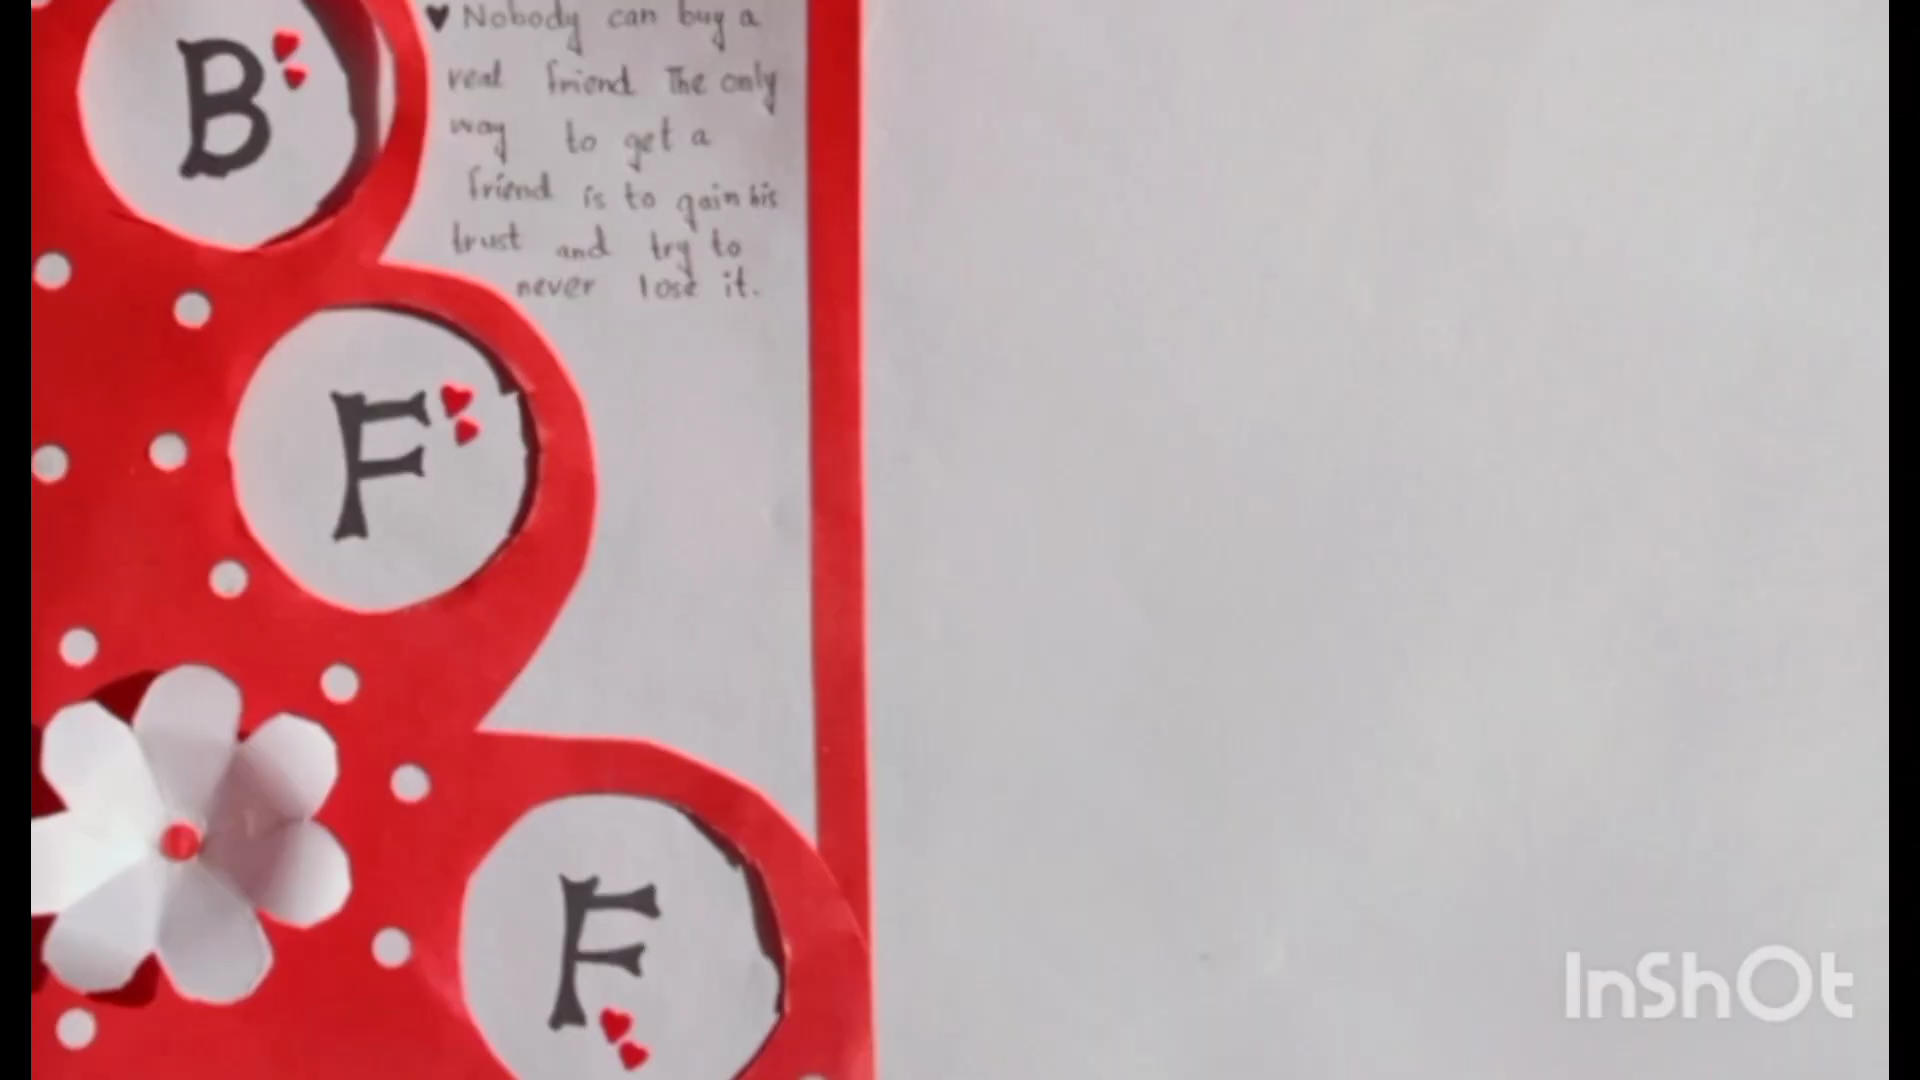 ♥ Nobody can buy a
real friend The only
way to get a
friend is to gain his
trust and try to
never lose it.
B
F
F
InShOt